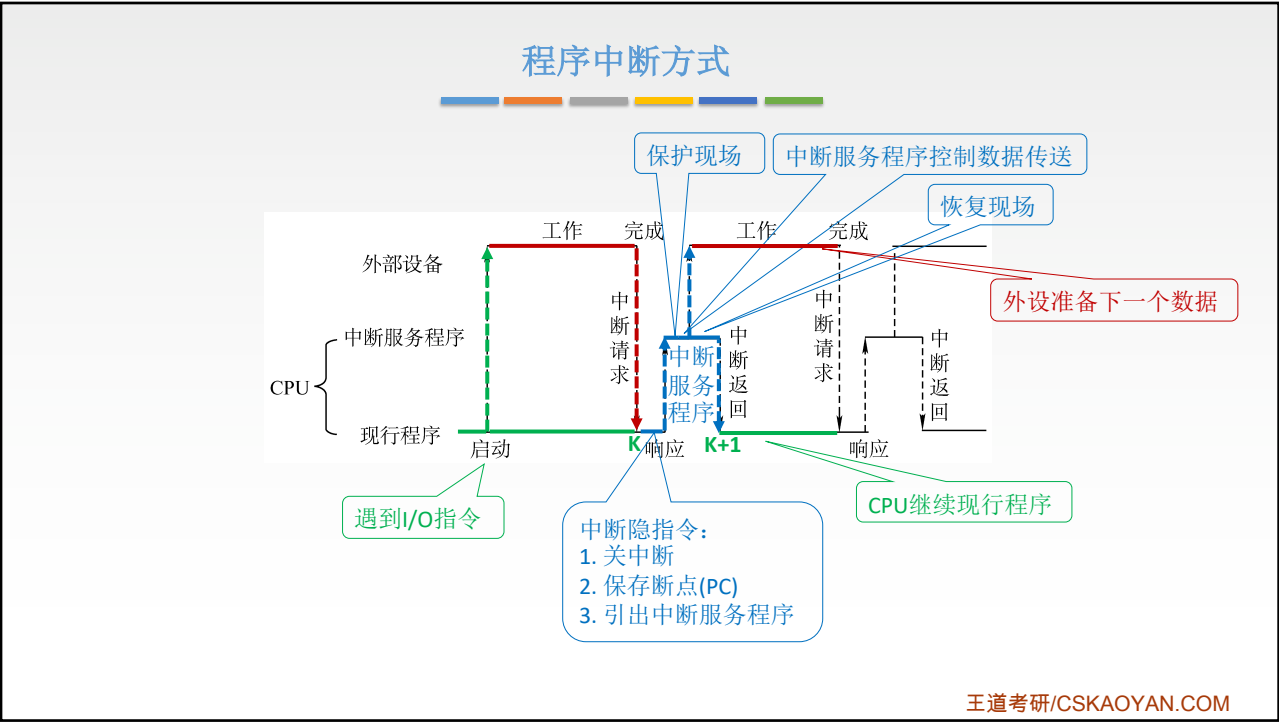 程序中断方式
保护现场
中断服务程序控制数据传送
恢复现场
工作
完成
工作
完成
外部设备
外设准备下一个数据
中断请求
中断服务程序
中断服务程序
中断返回
中断请求
中断返回
CPU
现行程序
启动
K
响应
K+1
响应
遇到I/O指令
CPU继续现行程序
中断隐指令：
1. 关中断
2. 保存断点(PC)
3. 引出中断服务程序
王道考研/CSKAOYAN.COM